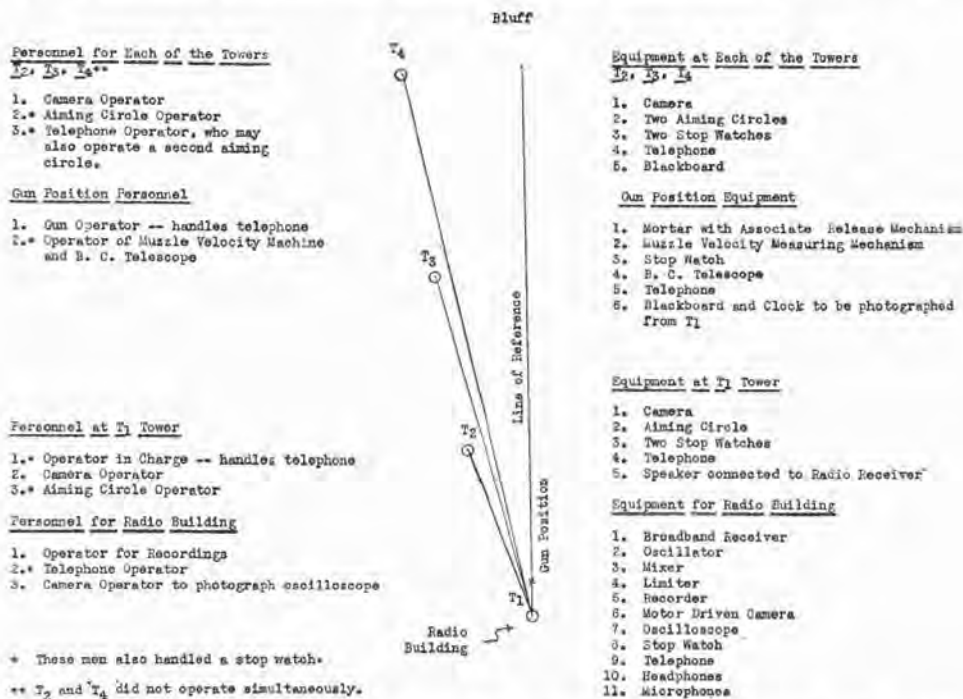 Bluff
Personnel for Each of the Towers
T2, T3, T4**
1. Camera Operator
2.* Aiming Circle Operator
3.* Telephone Operator, who may
also operate a second aiming
circle.
Gun Position Personnel
1. Gun Operator -- handles telephone
2.* Operator of Muzzle Velocity Machine
and B. C. Telescope
Personnel at T1 Tower
1.* Operator in Charge -- handles telephone
2. Camera Operator
3.* Aiming Circle Operator
Personnel for Radio Building
1. Operator for Recordings
2.* Telephone Operator
3. Camera Operator to photograph oscilloscope
* These men also handled a stop watch.
** T2 and T4 did not operate simultaneously.
T4
T3
T2
T1
Line of Reference
Gun Position
Radio
Building
Equipment at Each of the Towers
T2, T3, T4
1. Camera
2. Two Aiming Circles
3. Two Stop Watches
4. Telephone
5. Blackboard
Gun Position Equipment
1. Mortar with Associate Release Mechanism
2. Muzzle Velocity Measuring Mechanism
3. Stop Watch
4. B. C. Telescope
5. Telephone
6. Blackboard and Clock to be photographed
from T1
Equipment at T1 Tower
1. Camera
2. Aiming Circle
3. Two Stop Watches
4. Telephone
5. Speaker connected to Radio Receiver
Equipment for Radio Building
1. Broadband Receiver
2. Oscillator
3. Mixer
4. Limiter
5. Recorder
6. Motor Driven Camera
7. Oscilloscope
8. Stop Watch
9. Telephone
10. Headphones
11. Microphones